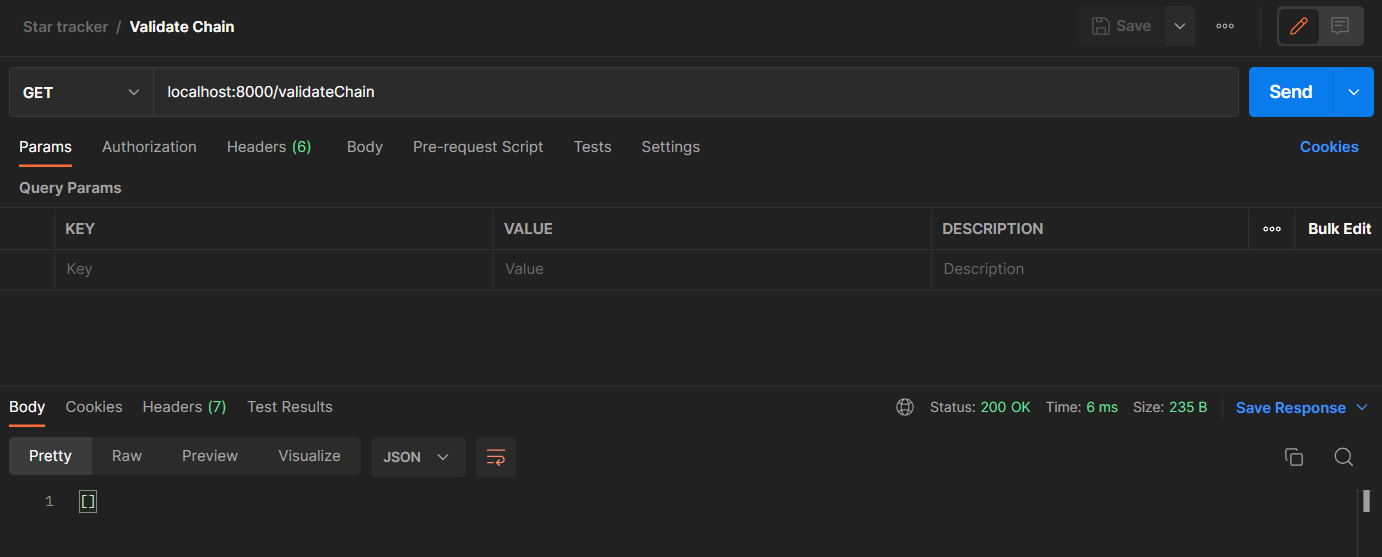 Star tracker / Validate Chain
Save
GET
localhost:8000/validateChain
Send
Params Authorization Headers (6) Body Pre-request Script Tests Settings Cookies
Query Params
KEY VALUE DESCRIPTION Bulk Edit
Key Value Description
Body Cookies Headers (7) Test Results Status: 200 OK Time: 6 ms Size: 235 B Save Response
Pretty Raw Preview Visualize JSON
1 []